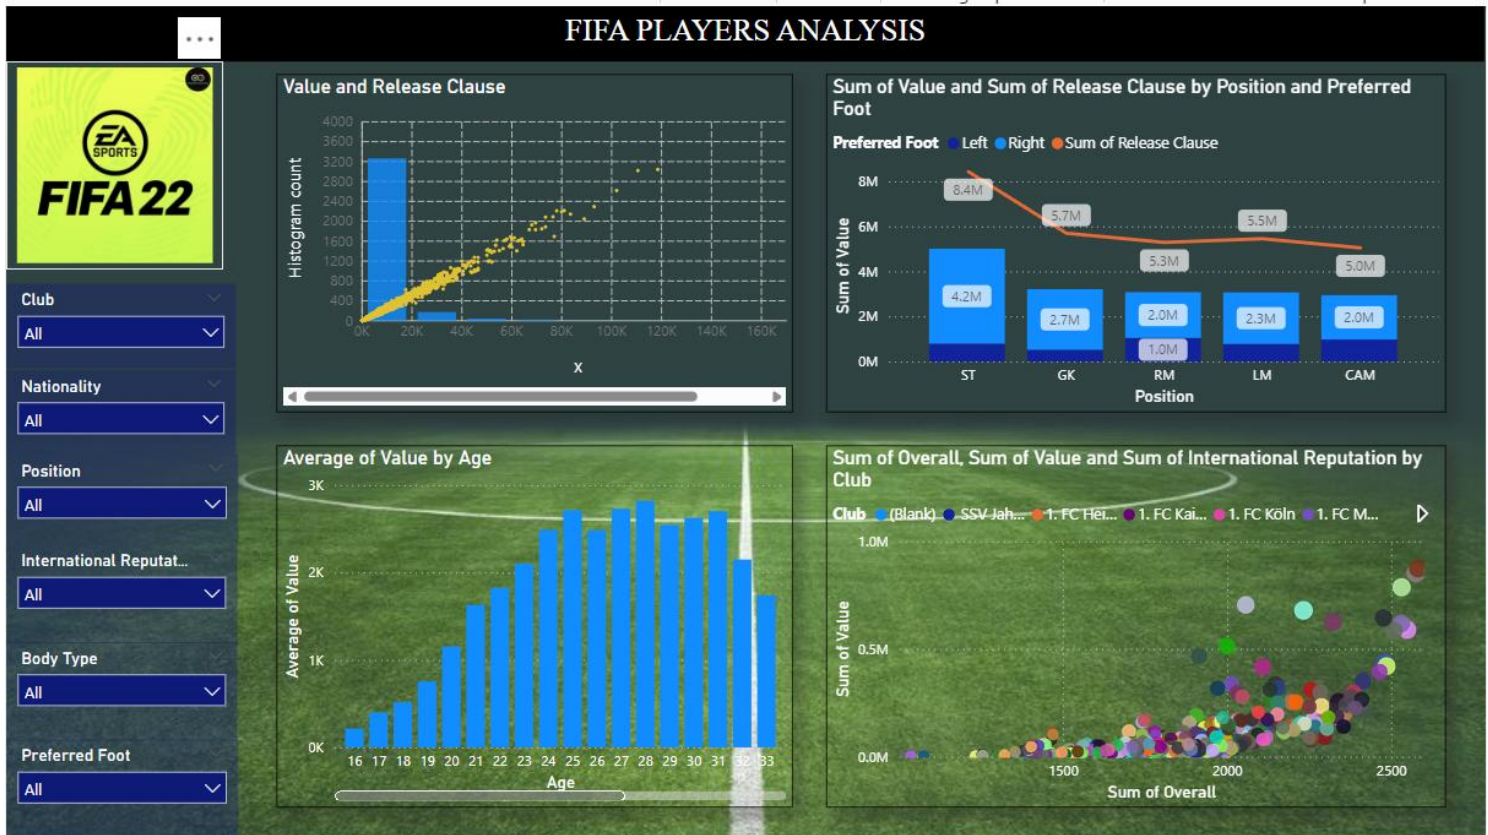 FIFA PLAYERS ANALYSIS
EA
SPORTS
FIFA 22
Club
All
Nationality
All
Position
All
International Reputat...
All
Body Type
All
Preferred Foot
All
Value and Release Clause
Histogram count
4000
3600
3200
2800
2400
2000
1600
1200
800
400
0
0K 20K 40K 60K 80K 100K 120K 140K 160K
X
Sum of Value and Sum of Release Clause by Position and Preferred
Foot
Preferred Foot Left Right Sum of Release Clause
Sum of Value
8M
6M
4M
2M
0M
8.4M
5.7M
5.3M
5.5M
5.0M
4.2M
2.7M
2.0M
1.0M
2.3M
2.0M
ST GK RM LM CAM
Position
Average of Value by Age
Average of Value
3K
2K
1K
0K
16 17 18 19 20 21 22 23 24 25 26 27 28 29 30 31 32 33
Age
Sum of Overall, Sum of Value and Sum of International Reputation by
Club
Club (Blank) SSV Jah... 1. FC Hei... 1. FC Kai... 1. FC Köln 1. FC M...
Sum of Value
1.0M
0.5M
0.0M
1500 2000 2500
Sum of Overall